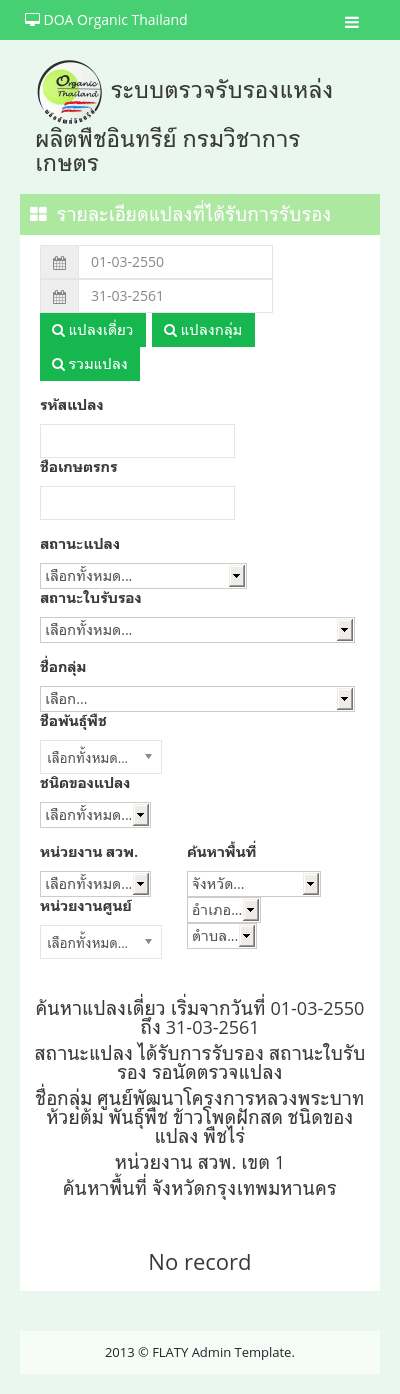 DOA Organic Thailand
Organic
Thailand
ระบบตรวจรับรองแหล่ง
ผลิตพืชอินทรีย์ กรมวิชาการ
เกษตร
รายละเอียดแปลงที่ได้รับการรับรอง
01-03-2550
31-03-2561
แปลงเดี่ยว แปลงกลุ่ม
รวมแปลง
รหัสแปลง
ชื่อเกษตรกร
สถานะแปลง
เลือกทั้งหมด...
สถานะใบรับรอง
เลือกทั้งหมด...
ชื่อกลุ่ม
เลือก...
ชื่อพันธุ์พืช
เลือกทั้งหมด...
ชนิดของแปลง
เลือกทั้งหมด...
หน่วยงาน สวพ. ค้นหาพื้นที่
เลือกทั้งหมด... จังหวัด...
หน่วยงานศูนย์ อำเภอ...
เลือกทั้งหมด... ตำบล...
ค้นหาแปลงเดี่ยว เริ่มจากวันที่ 01-03-2550
ถึง 31-03-2561
สถานะแปลง ได้รับการรับรอง สถานะใบรับ
รอง รอนัดตรวจแปลง
ชื่อกลุ่ม ศูนย์พัฒนาโครงการหลวงพระบาท
ห้วยต้ม พันธุ์พืช ข้าวโพดฝักสด ชนิดของ
แปลง พืชไร่
หน่วยงาน สวพ. เขต 1
ค้นหาพื้นที่ จังหวัดกรุงเทพมหานคร
No record
2013 © FLATY Admin Template.